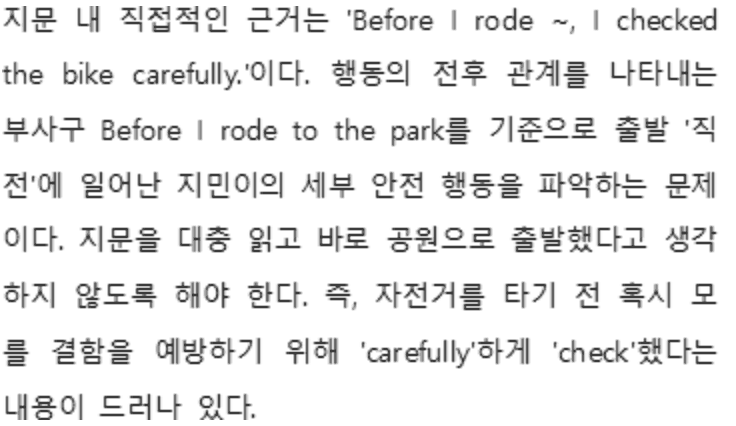 지문 내 직접적인 근거는 'Before I rode ~, I checked
the bike carefully.'이다. 행동의 전후 관계를 나타내는
부사구 Before I rode to the park를 기준으로 출발 '직
전'에 일어난 지민이의 세부 안전 행동을 파악하는 문제
이다. 지문을 대충 읽고 바로 공원으로 출발했다고 생각
하지 않도록 해야 한다. 즉, 자전거를 타기 전 혹시 모
를 결함을 예방하기 위해 'carefully'하게 'check'했다는
내용이 드러나 있다.